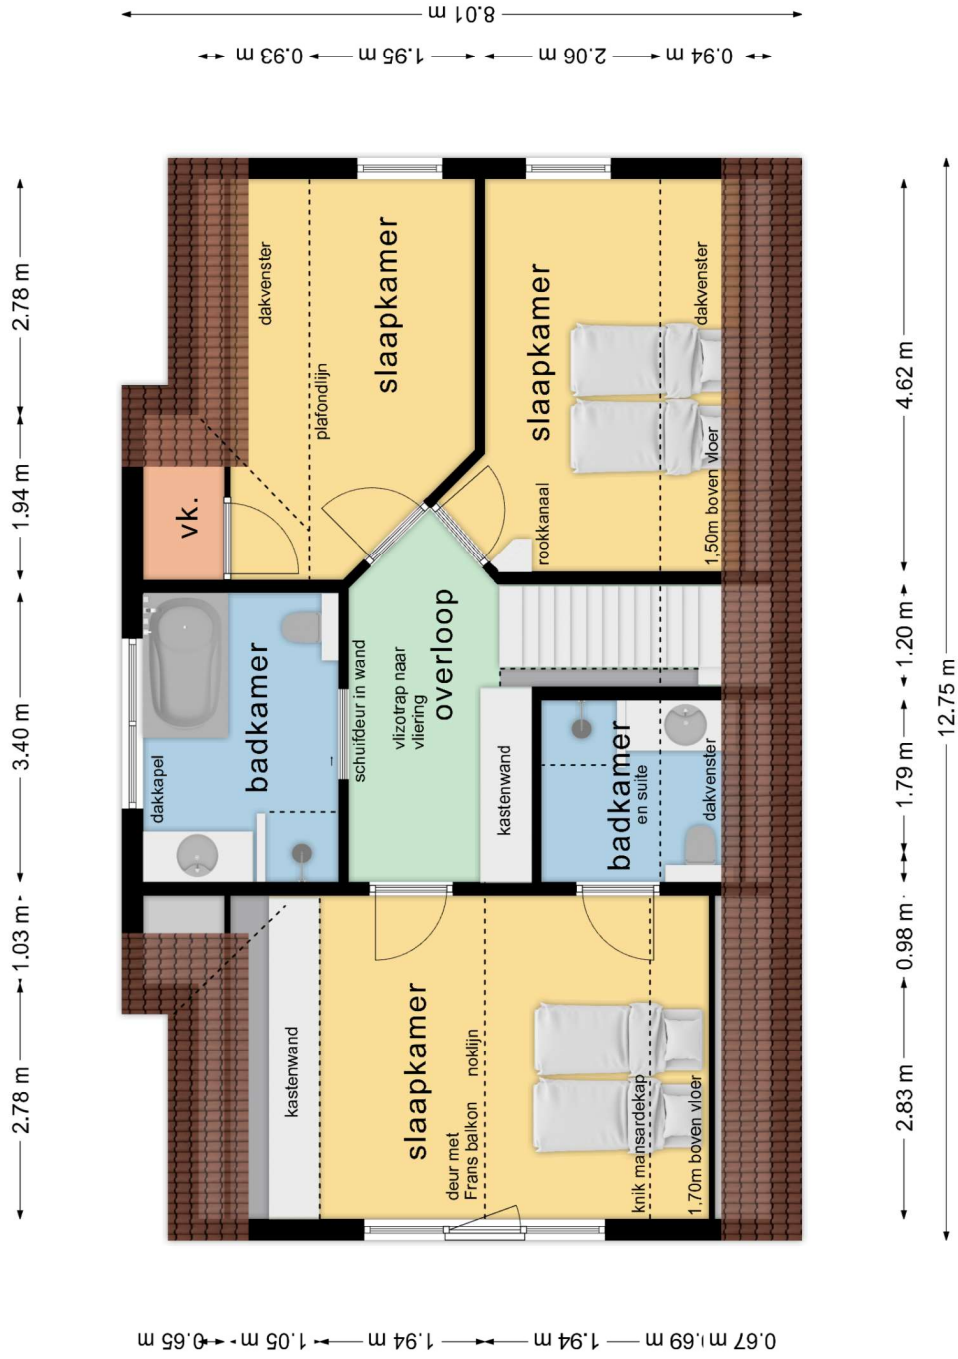 8.01 m
0.93 m
1.95 m
2.06 m
0.94 m
2.78 m
1.94 m
3.40 m
1.03 m
2.78 m
4.62 m
1.20 m
1.79 m
0.98 m
2.83 m
12.75 m
dakvenster
plafondlijn
slaapkamer
slaapkamer
dakvenster
1,50m boven vloer
rookkanaal
vk.
badkamer
dakkapel
schuifdeur in wand
vlizotrap naar
vliering
overloop
kastenwand
badkamer
en suite
dakvenster
kastenwand
slaapkamer
deur met
Frans balkon
noklijn
knik mansardekap
1,70m boven vloer
0.65 m
1.05 m
1.94 m
1.94 m
0.67 m